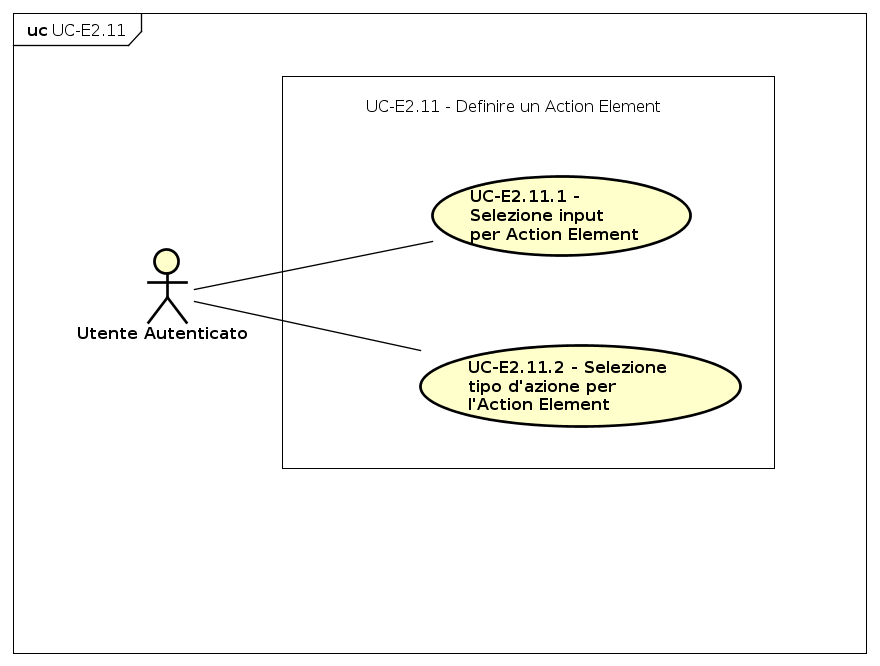 uc UC-E2.11
UC-E2.11 - Definire un Action Element
UC-E2.11.1 -
Selezione input
per Action Element
Utente Autenticato
UC-E2.11.2 - Selezione
tipo d'azione per
l'Action Element